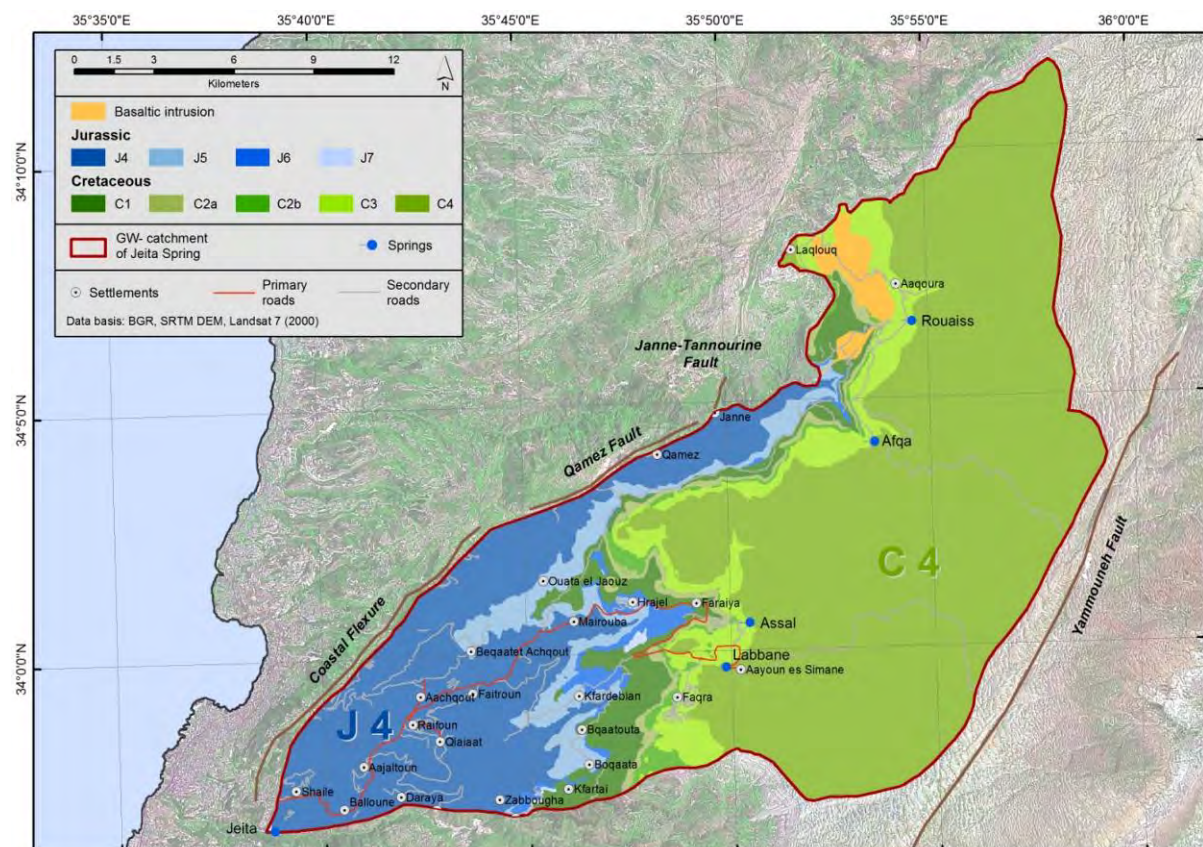 35°35'0"E
35°40'0"E
35°45'0"E
35°50'0"E
35°55'0"E
36°0'0"E
0 1.5 3 6 9 12
Kilometers
N
Basaltic intrusion
Jurassic
J4 J5 J6 J7
Cretaceous
C1 C2a C2b C3 C4
GW- catchment
of Jeita Spring
Springs
Settlements
Primary
roads
Secondary
roads
Data basis: BGR, SRTM DEM, Landsat 7 (2000)
34°10'0"N
34°5'0"N
34°0'0"N
Laqlouq
Aaqoura
Rouaiss
Janne-Tannourine
Fault
Janne
Afqa
Qamez Fault
Qamez
C 4
Yammouneh Fault
Coastal Flexure
Ouata el Jaouz
Hrajel
Faraiya
Mairouba
Assal
Beqaatet Achqout
Labbane
Aayoun es Simane
Aachqout
Faitroun
Kfardebian
Faqra
J 4
Raifoun
Qlaiaat
Bqaatouta
Aajaltoun
Boqaata
Shaile
Balloune
Daraya
Zabbougha
Kfartai
Jeita